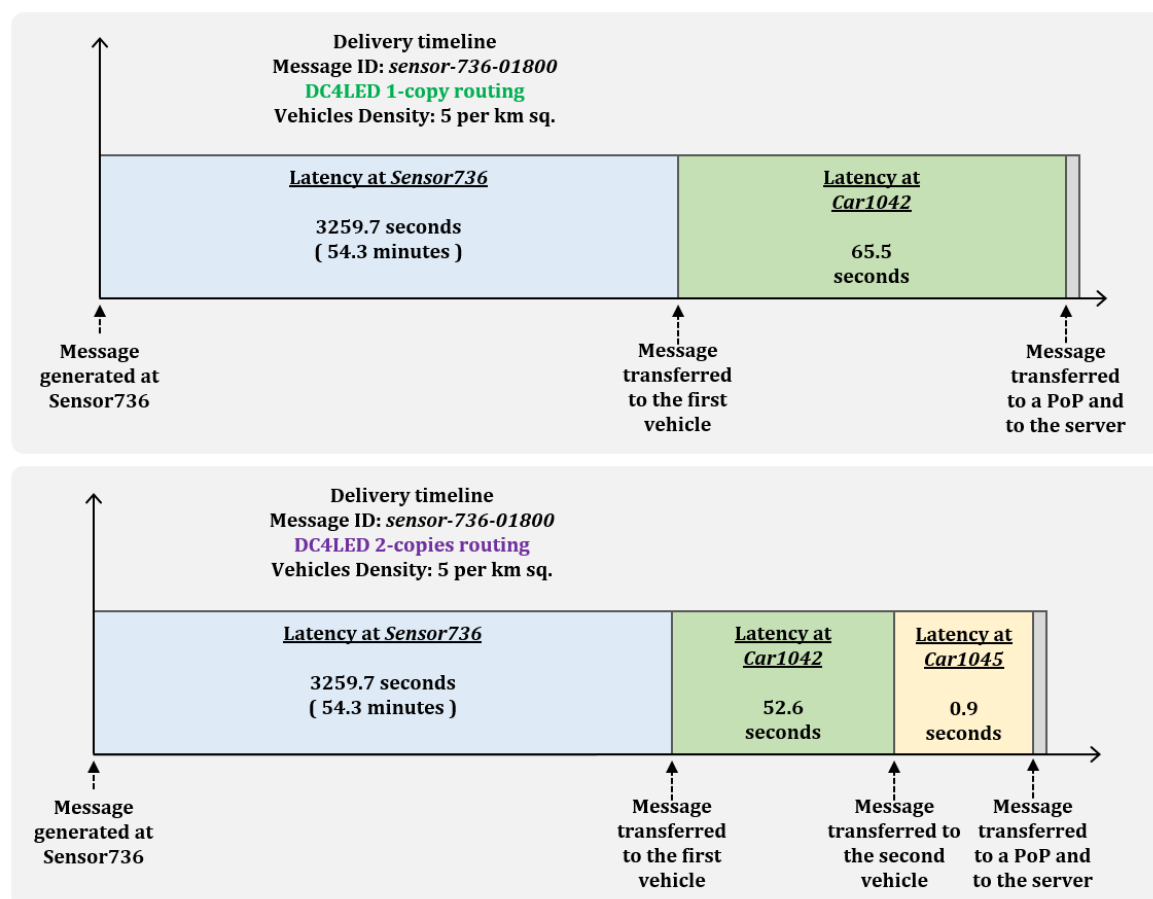 Delivery timeline
Message ID: sensor-736-01800
DC4LED 1-copy routing
Vehicles Density: 5 per km sq.
Latency at Sensor736
3259.7 seconds
( 54.3 minutes )
Latency at
Car1042
65.5
seconds
Message
generated at
Sensor736
Message
transferred
to the first
vehicle
Message
transferred
to a PoP and
to the server
Delivery timeline
Message ID: sensor-736-01800
DC4LED 2-copies routing
Vehicles Density: 5 per km sq.
Latency at Sensor736
3259.7 seconds
( 54.3 minutes )
Latency at
Car1042
52.6
seconds
Latency at
Car1045
0.9
seconds
Message
generated at
Sensor736
Message
transferred
to the first
vehicle
Message
transferred to
the second
vehicle
Message
transferred
to a PoP and
to the server